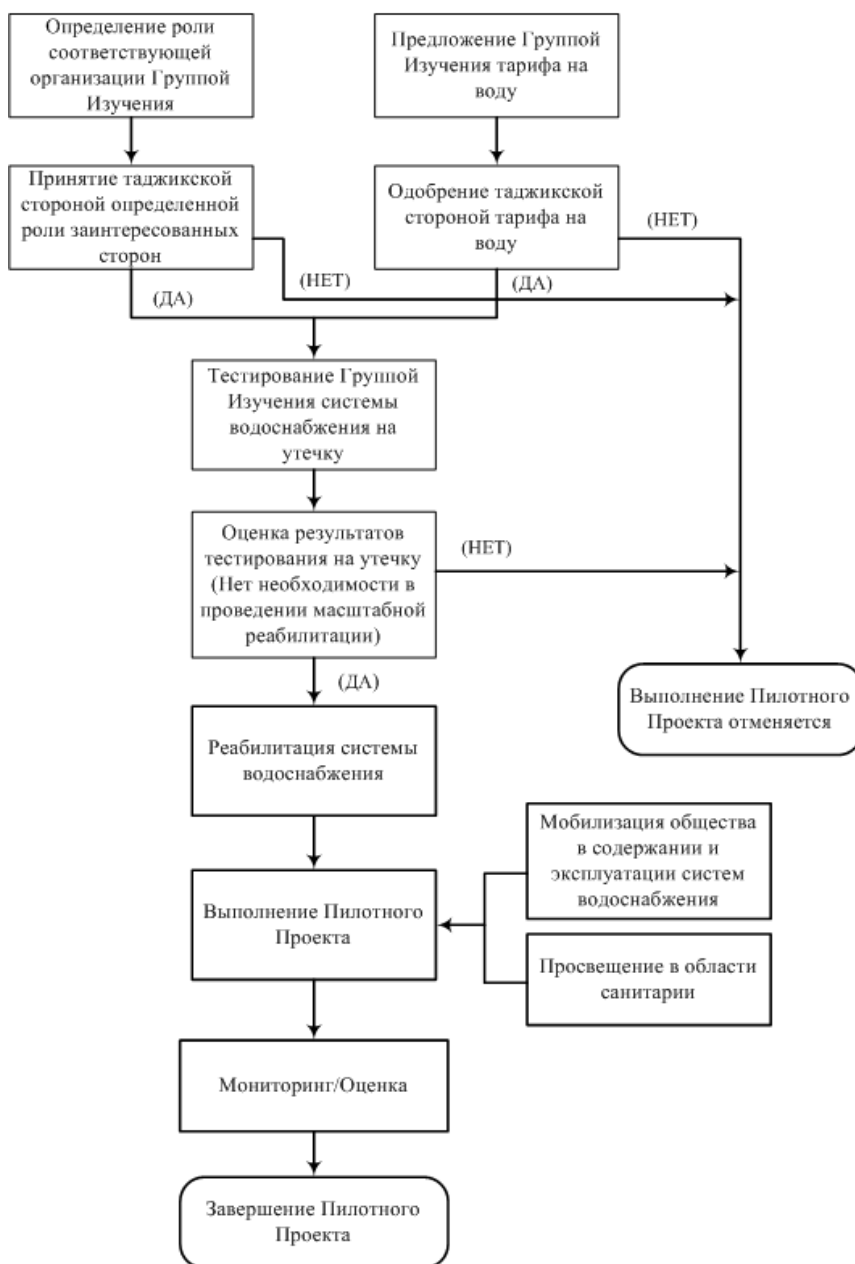 Определение роли
соответствующей
организации Группой
Изучения
Предложение Группой
Изучения тарифа на
воду
Принятие таджикской
стороной определенной
роли заинтересованных
сторон
Одобрение таджикской
стороной тарифа на
воду
(НЕТ)
(НЕТ)
(ДА)
(ДА)
Тестирование Группой
Изучения системы
водоснабжения на
утечку
Оценка результатов
тестирования на утечку
(Нет необходимости в
проведении масштабной
реабилитации)
(НЕТ)
(ДА)
Выполнение Пилотного
Проекта отменяется
Реабилитация системы
водоснабжения
Мобилизация общества
в содержании и
эксплуатации систем
водоснабжения
Выполнение Пилотного
Проекта
Просвещение в области
санитарии
Мониторинг/Оценка
Завершение Пилотного
Проекта